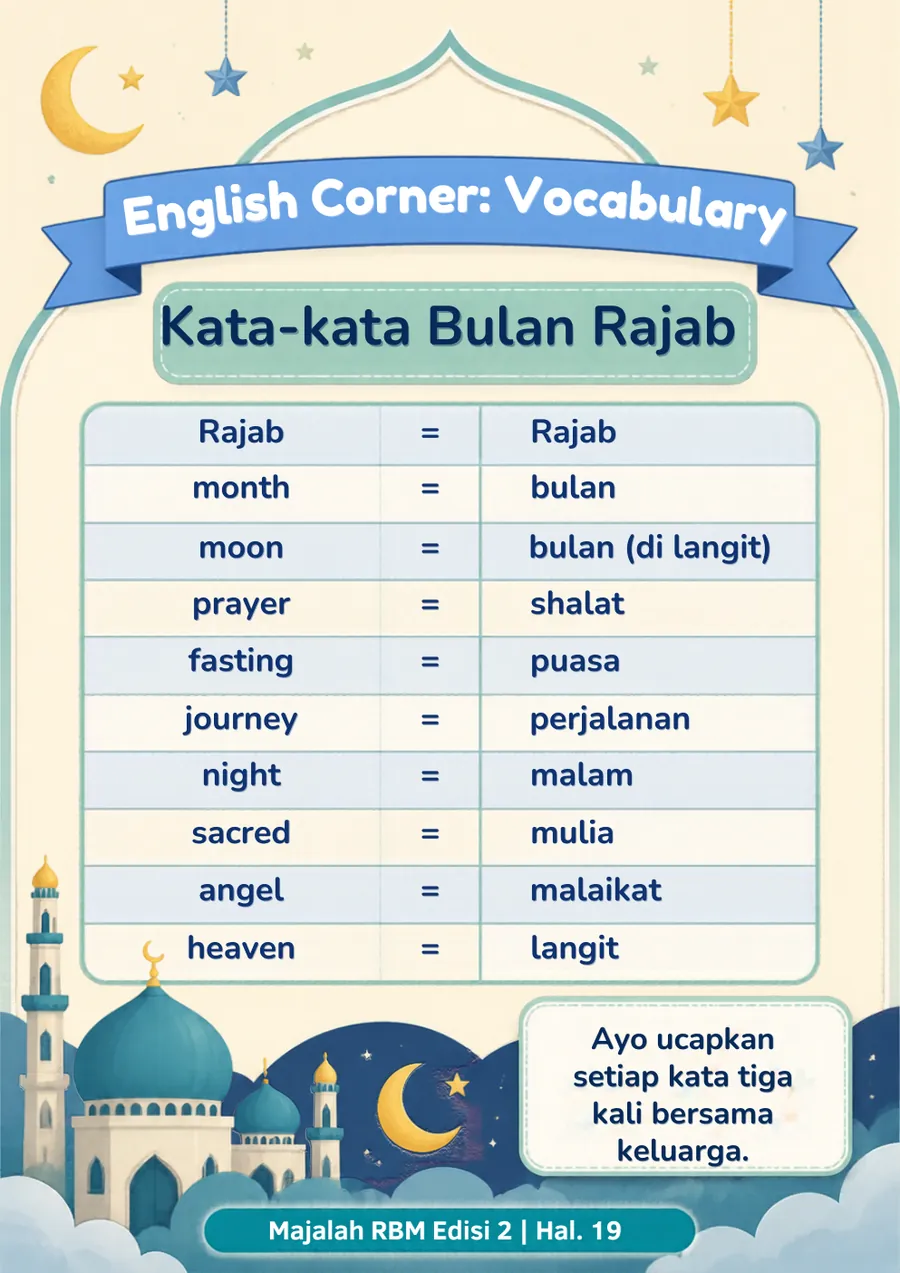 English Corner: Vocabulary
Kata-kata Bulan Rajab
Rajab = Rajab
month = bulan
moon = bulan (di langit)
prayer = shalat
fasting = puasa
journey = perjalanan
night = malam
sacred = mulia
angel = malaikat
heaven = langit
Ayo ucapkan
setiap kata tiga
kali bersama
keluarga.
Majalah RBM Edisi 2 | Hal. 19